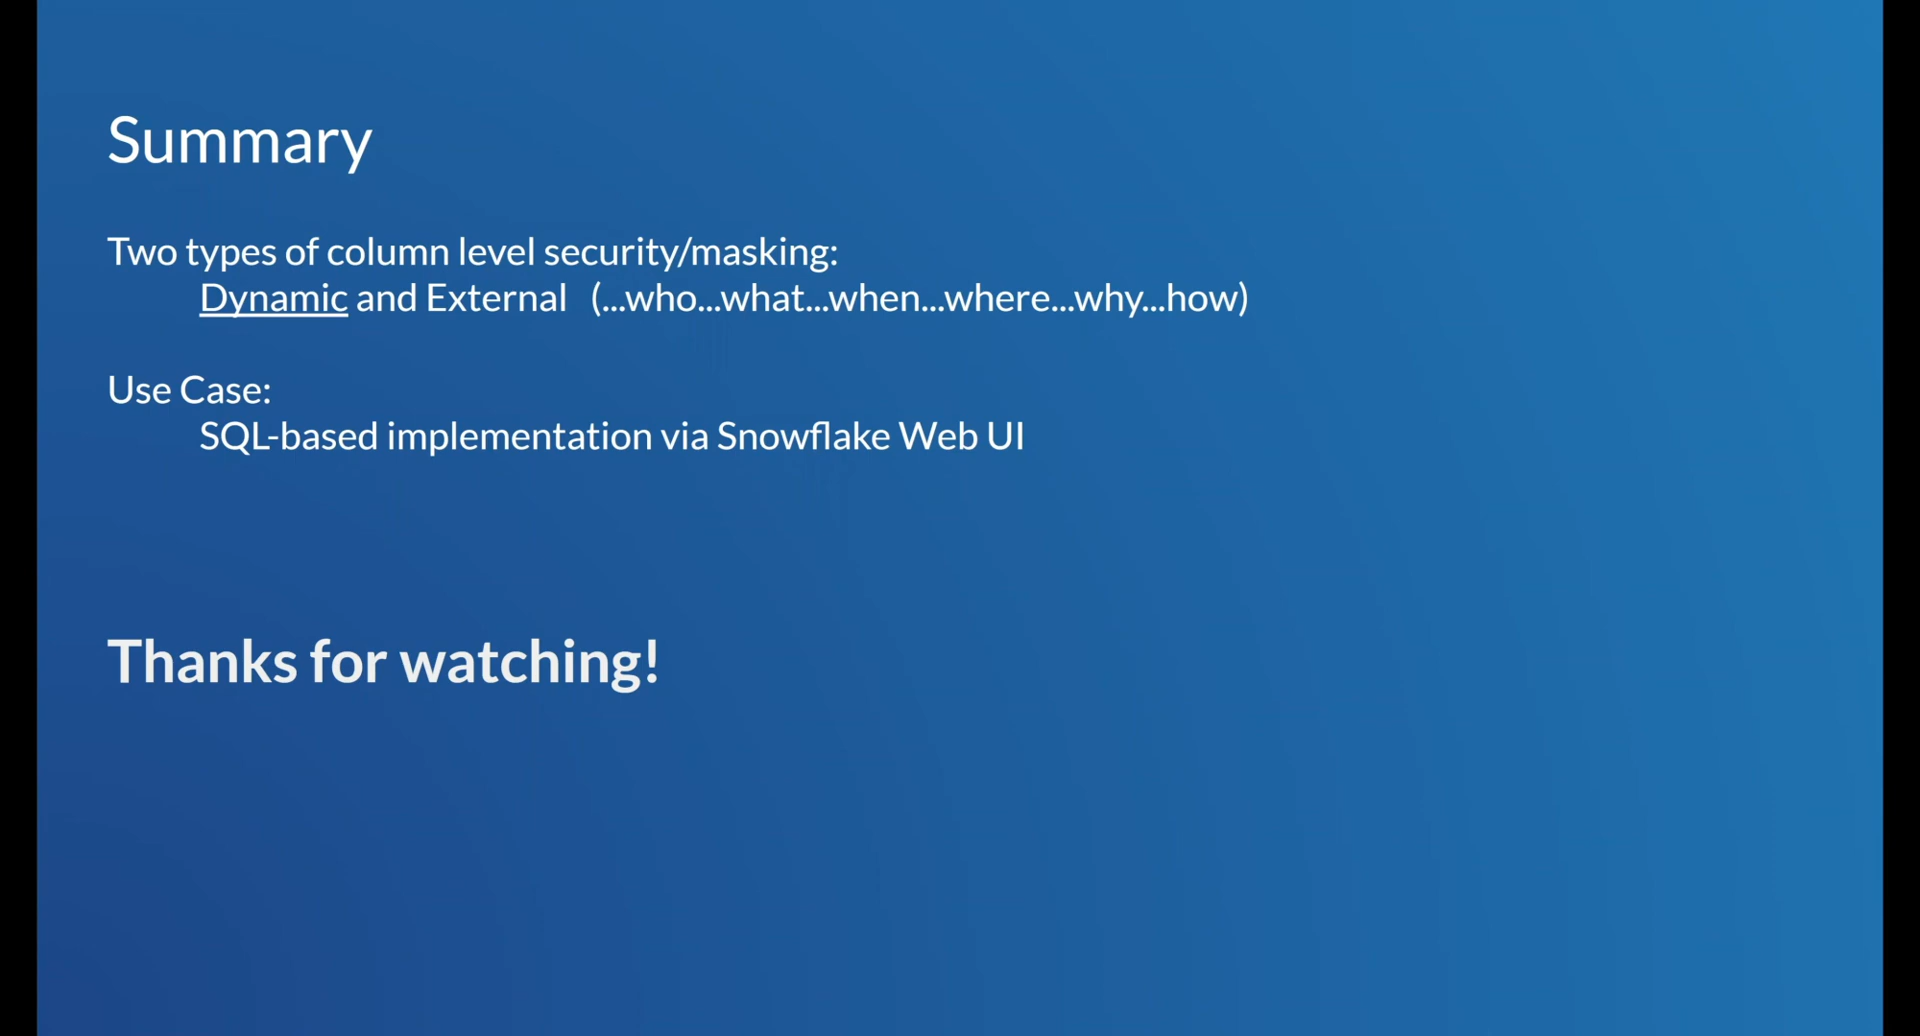 Summary
Two types of column level security/masking:
Dynamic and External (...who...what...when...where...why...how)
Use Case:
SQL-based implementation via Snowflake Web UI
Thanks for watching!